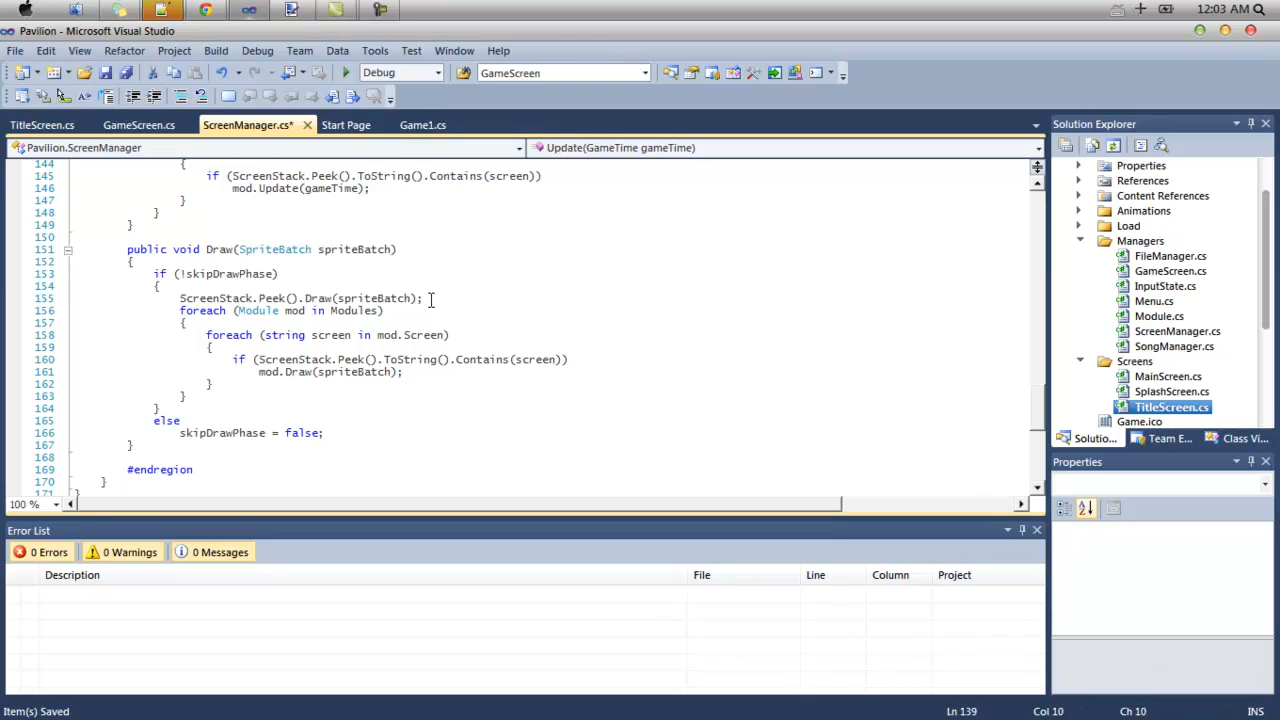 12:03 AM
Pavilion - Microsoft Visual Studio
File Edit View Refactor Project Build Debug Team Data Tools Test Architecture Window Help
Debug GameScreen
TitleScreen.cs GameScreen.cs ScreenManager.cs* Start Page Game1.cs
Pavilion.ScreenManager Update(GameTime gameTime)
144 {
145 if (ScreenStack.Peek().ToString().Contains(screen))
146 mod.Update(gameTime);
147 }
148 }
149 }
150
151 public void Draw(SpriteBatch spriteBatch)
152 {
153 if (!skipDrawPhase)
154 {
155 ScreenStack.Peek().Draw(spriteBatch);
156 foreach (Module mod in Modules)
157 {
158 foreach (string screen in mod.Screen)
159 {
160 if (ScreenStack.Peek().ToString().Contains(screen))
161 mod.Draw(spriteBatch);
162 }
163 }
164 }
165 else
166 skipDrawPhase = false;
167 }
168
169 #endregion
170 }
171 }
100 %
Solution Explorer
Properties
References
Content References
Animations
Load
Managers
FileManager.cs
GameScreen.cs
InputState.cs
Menu.cs
Module.cs
ScreenManager.cs
SongManager.cs
Screens
MainScreen.cs
SplashScreen.cs
TitleScreen.cs
Game.ico
Solutio... Team E... Class Vi...
Properties
Error List
0 Errors 0 Warnings 0 Messages
Description File Line Column Project
Item(s) Saved Ln 139 Col 10 Ch 10 INS